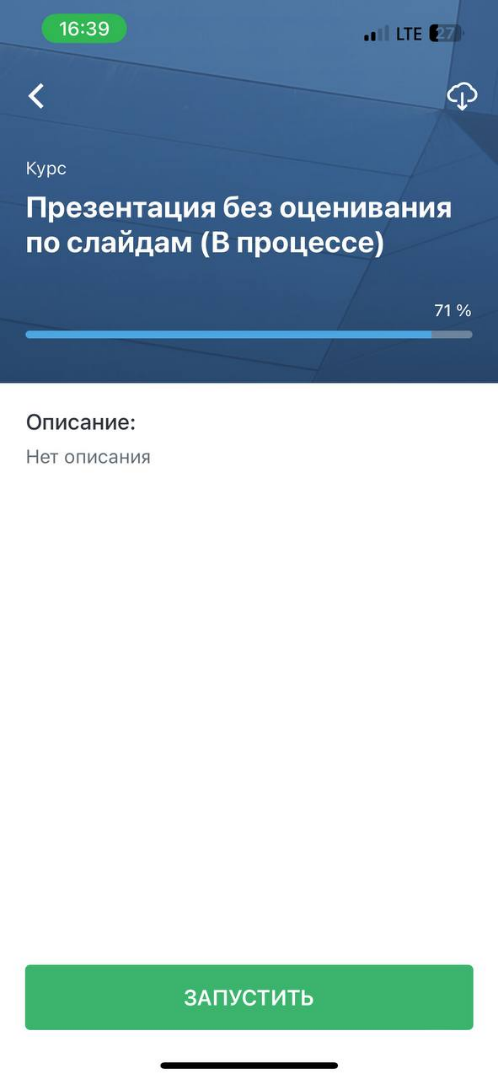 16:39
LTE 27
Курс
Презентация без оценивания
по слайдам (В процессе)
71 %
Описание:
Нет описания
ЗАПУСТИТЬ